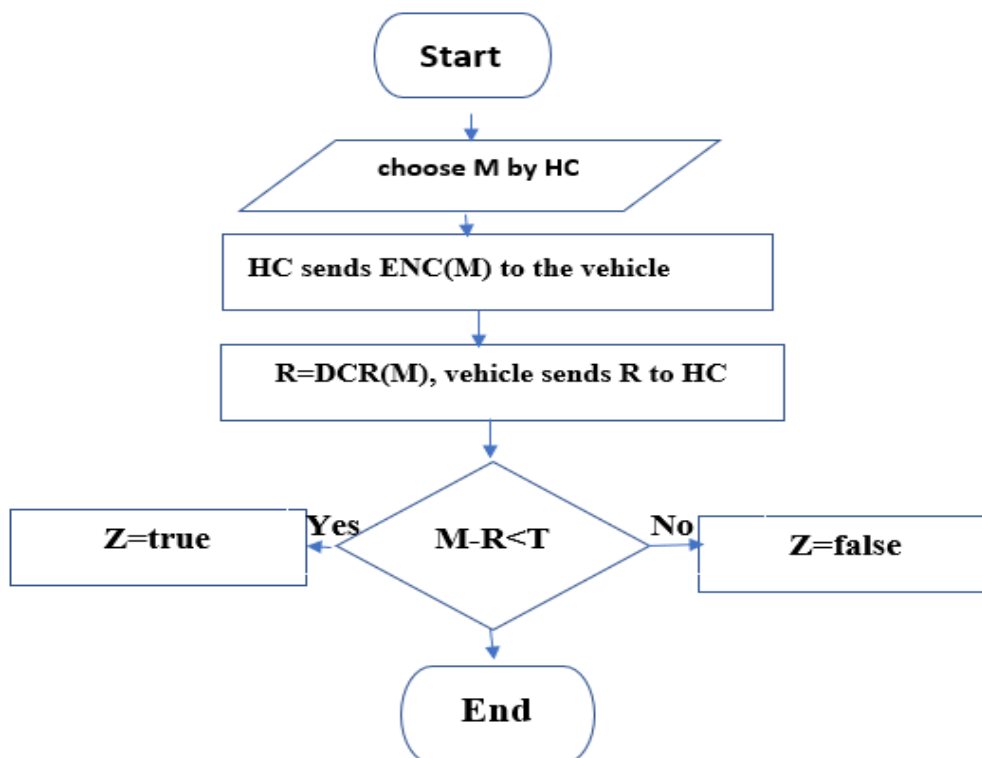 Start
choose M by HC
HC sends ENC(M) to the vehicle
R=DCR(M), vehicle sends R to HC
Z=true
Yes
M-R<T
No
Z=false
End